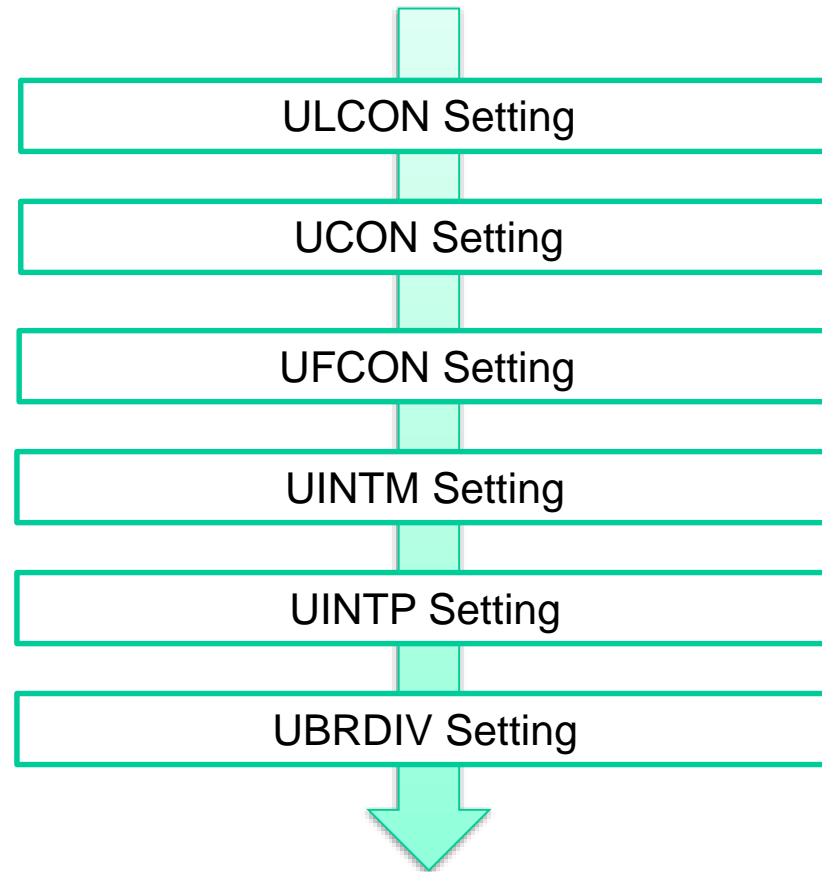 ULCON Setting
UCON Setting
UFCON Setting
UINTM Setting
UINTP Setting
UBRDIV Setting